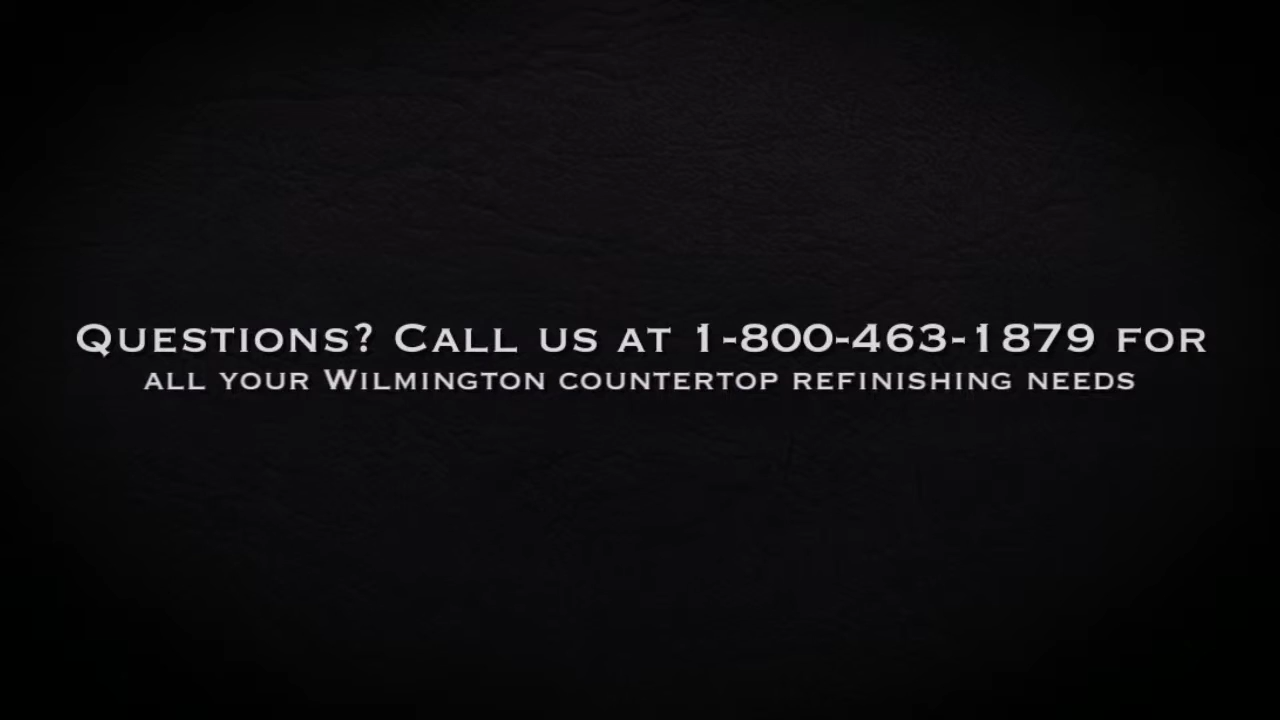 Questions? Call us at 1-800-463-1879 for
all your Wilmington countertop refinishing needs